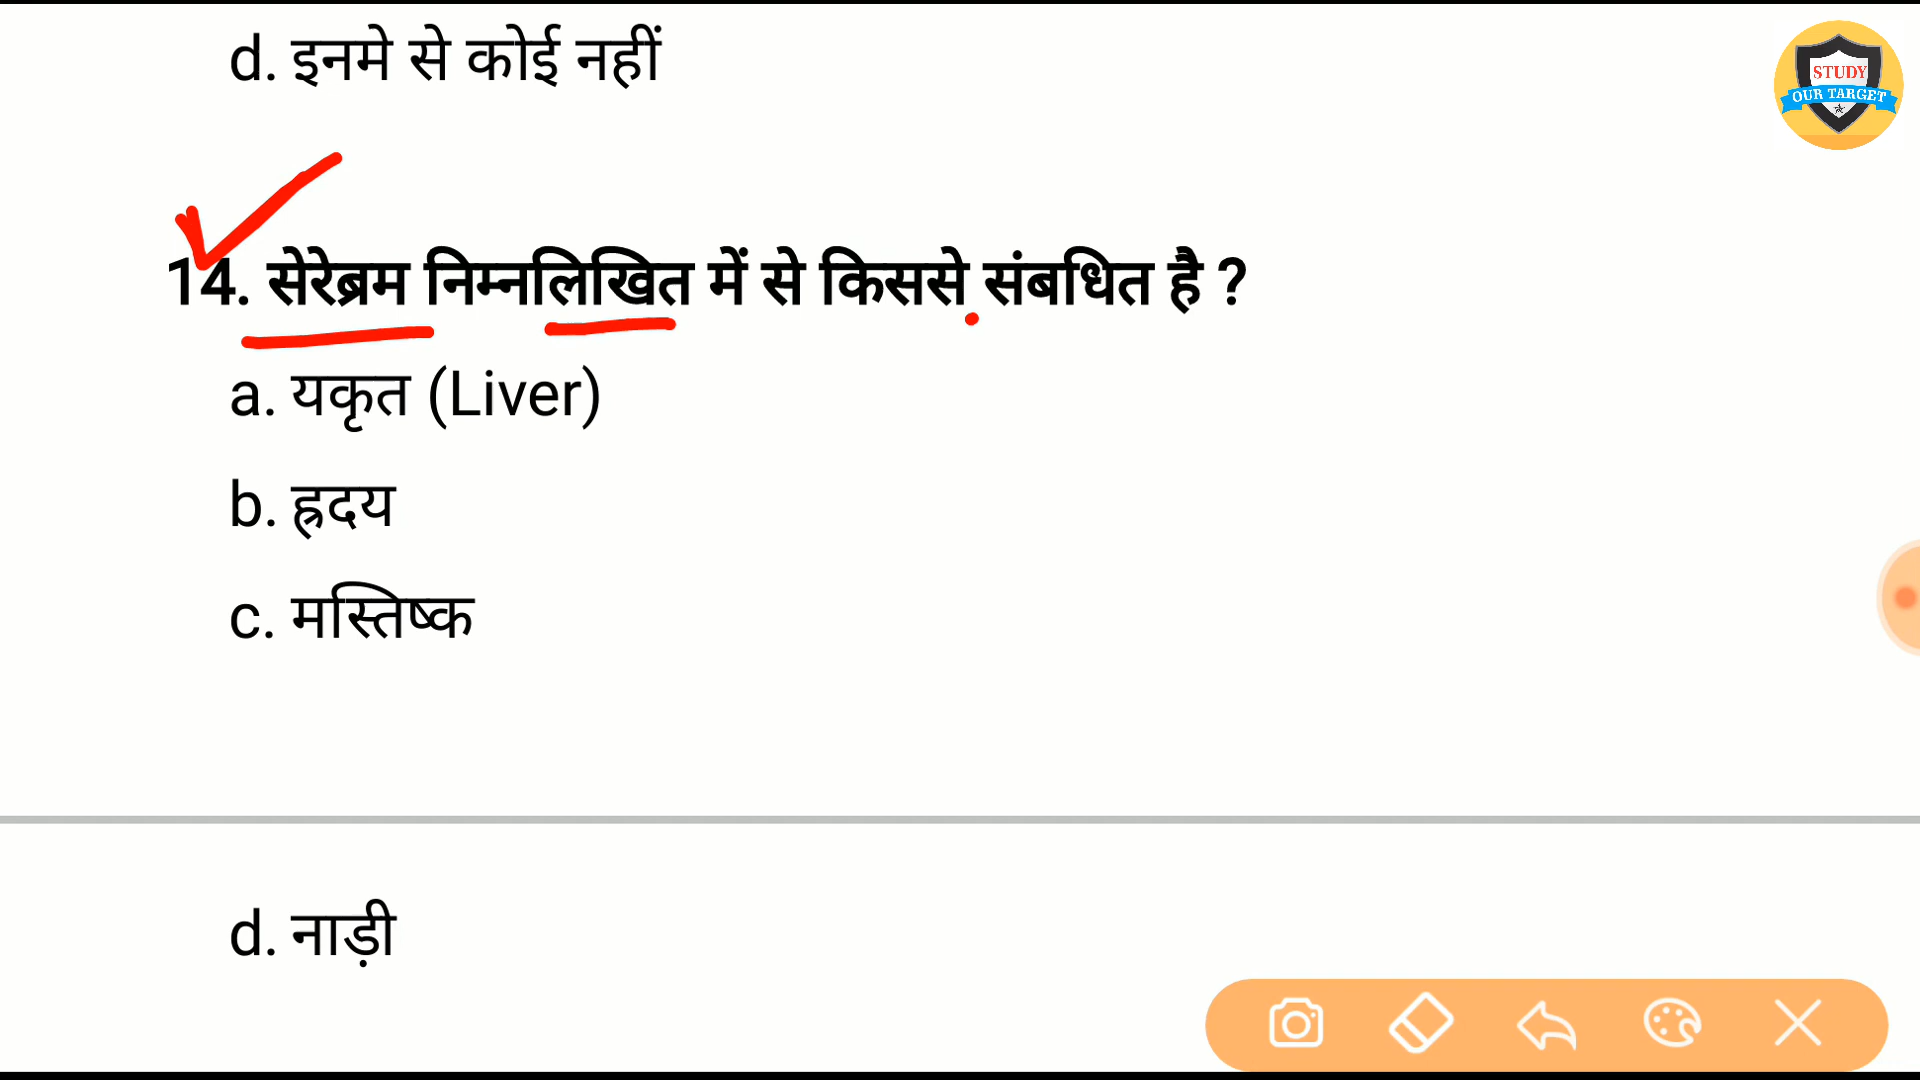 d. इनमे से कोई नहीं
STUDY
OUR TARGET
14. सेरेब्रम निम्नलिखित में से किससे संबधित है ?
a. यकृत (Liver)
b. ह्रदय
c. मस्तिष्क
d. नाड़ी